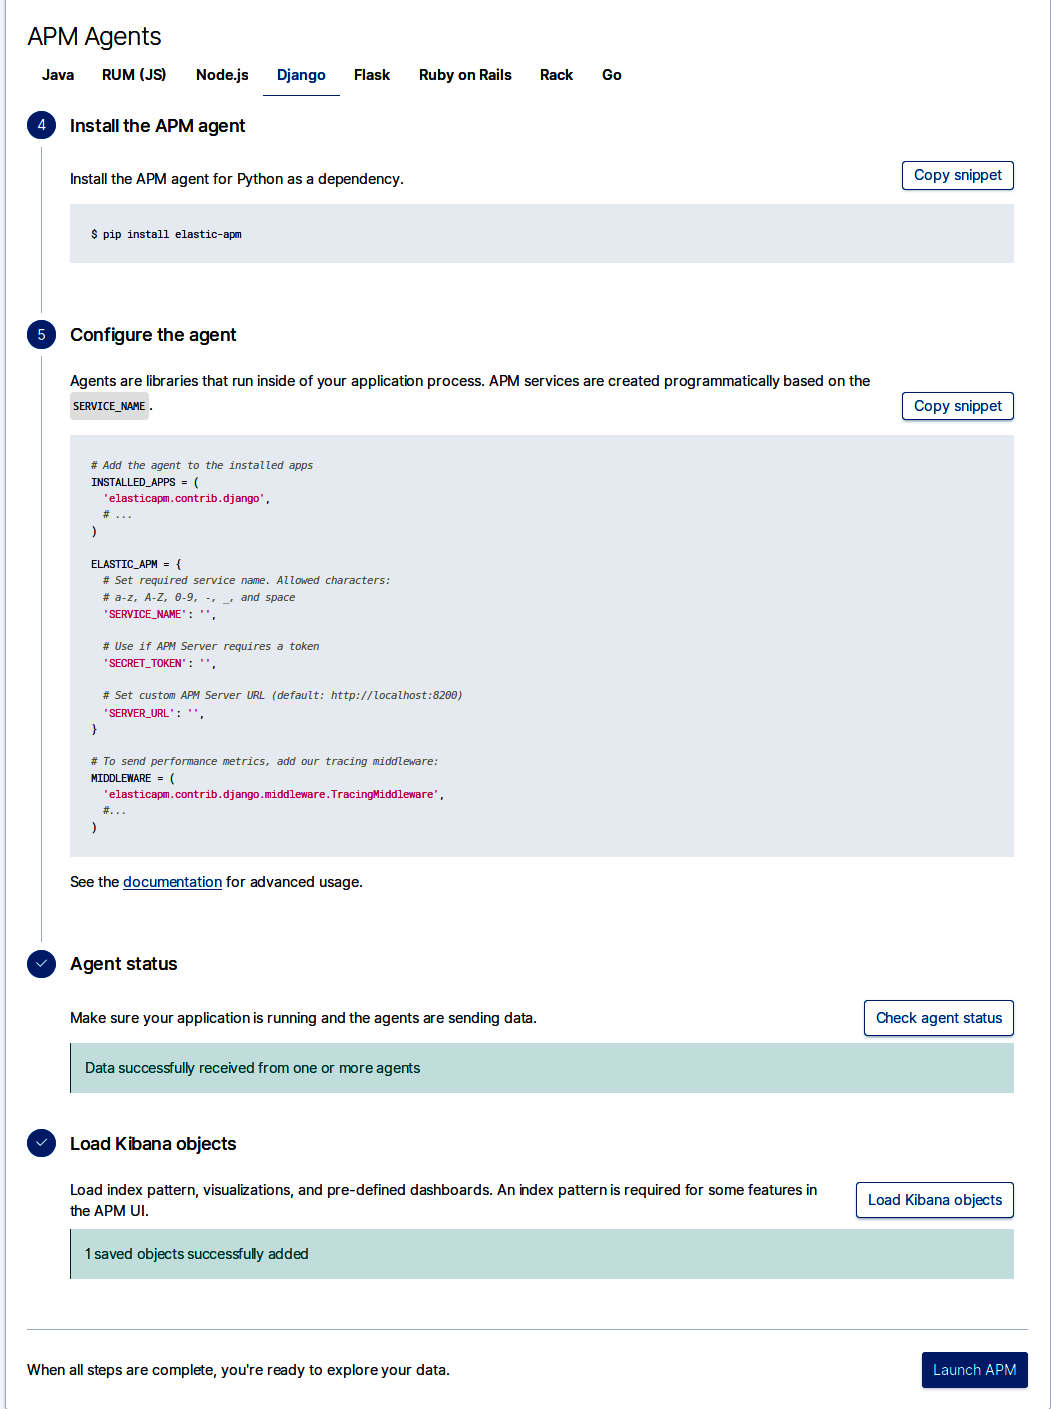 APM Agents
Java RUM (JS) Node.js Django Flask Ruby on Rails Rack Go
4 Install the APM agent
Install the APM agent for Python as a dependency.
Copy snippet
$ pip install elastic-apm
5 Configure the agent
Agents are libraries that run inside of your application process. APM services are created programmatically based on the
SERVICE_NAME .
Copy snippet
# Add the agent to the installed apps
INSTALLED_APPS = (
  'elasticapm.contrib.django',
  # ...
)
ELASTIC_APM = {
  # Set required service name. Allowed characters:
  # a-z, A-Z, 0-9, -, _, and space
  'SERVICE_NAME': '',
  # Use if APM Server requires a token
  'SECRET_TOKEN': '',
  # Set custom APM Server URL (default: http://localhost:8200)
  'SERVER_URL': '',
}
# To send performance metrics, add our tracing middleware:
MIDDLEWARE = (
  'elasticapm.contrib.django.middleware.TracingMiddleware',
  #...
)
See the documentation for advanced usage.
Agent status
Make sure your application is running and the agents are sending data.
Check agent status
Data successfully received from one or more agents
Load Kibana objects
Load index pattern, visualizations, and pre-defined dashboards. An index pattern is required for some features in
the APM UI.
Load Kibana objects
1 saved objects successfully added
When all steps are complete, you're ready to explore your data.
Launch APM